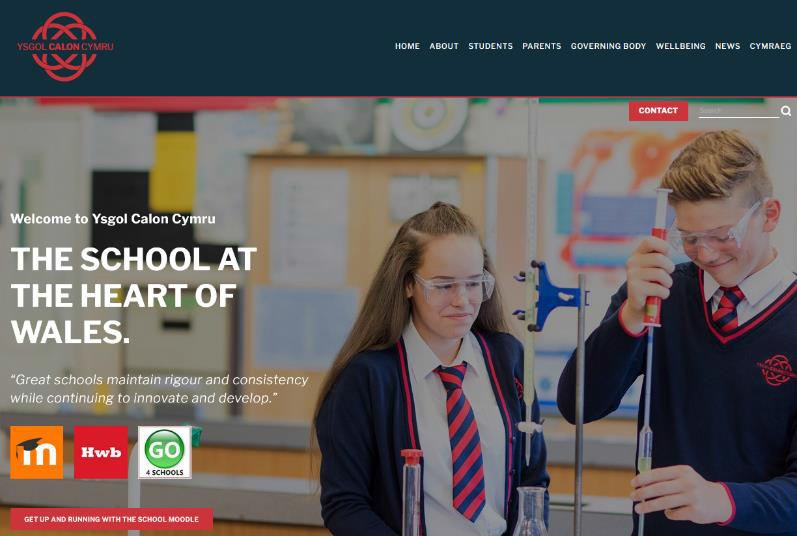 YSGOL CALON CYMRU
HOME ABOUT STUDENTS PARENTS GOVERNING BODY WELLBEING NEWS CYMRAEG
CONTACT
Search
Welcome to Ysgol Calon Cymru
THE SCHOOL AT
THE HEART OF
WALES.
“Great schools maintain rigour and consistency
while continuing to innovate and develop.”
m Hwb GO
4 SCHOOLS
GET UP AND RUNNING WITH THE SCHOOL MOODLE